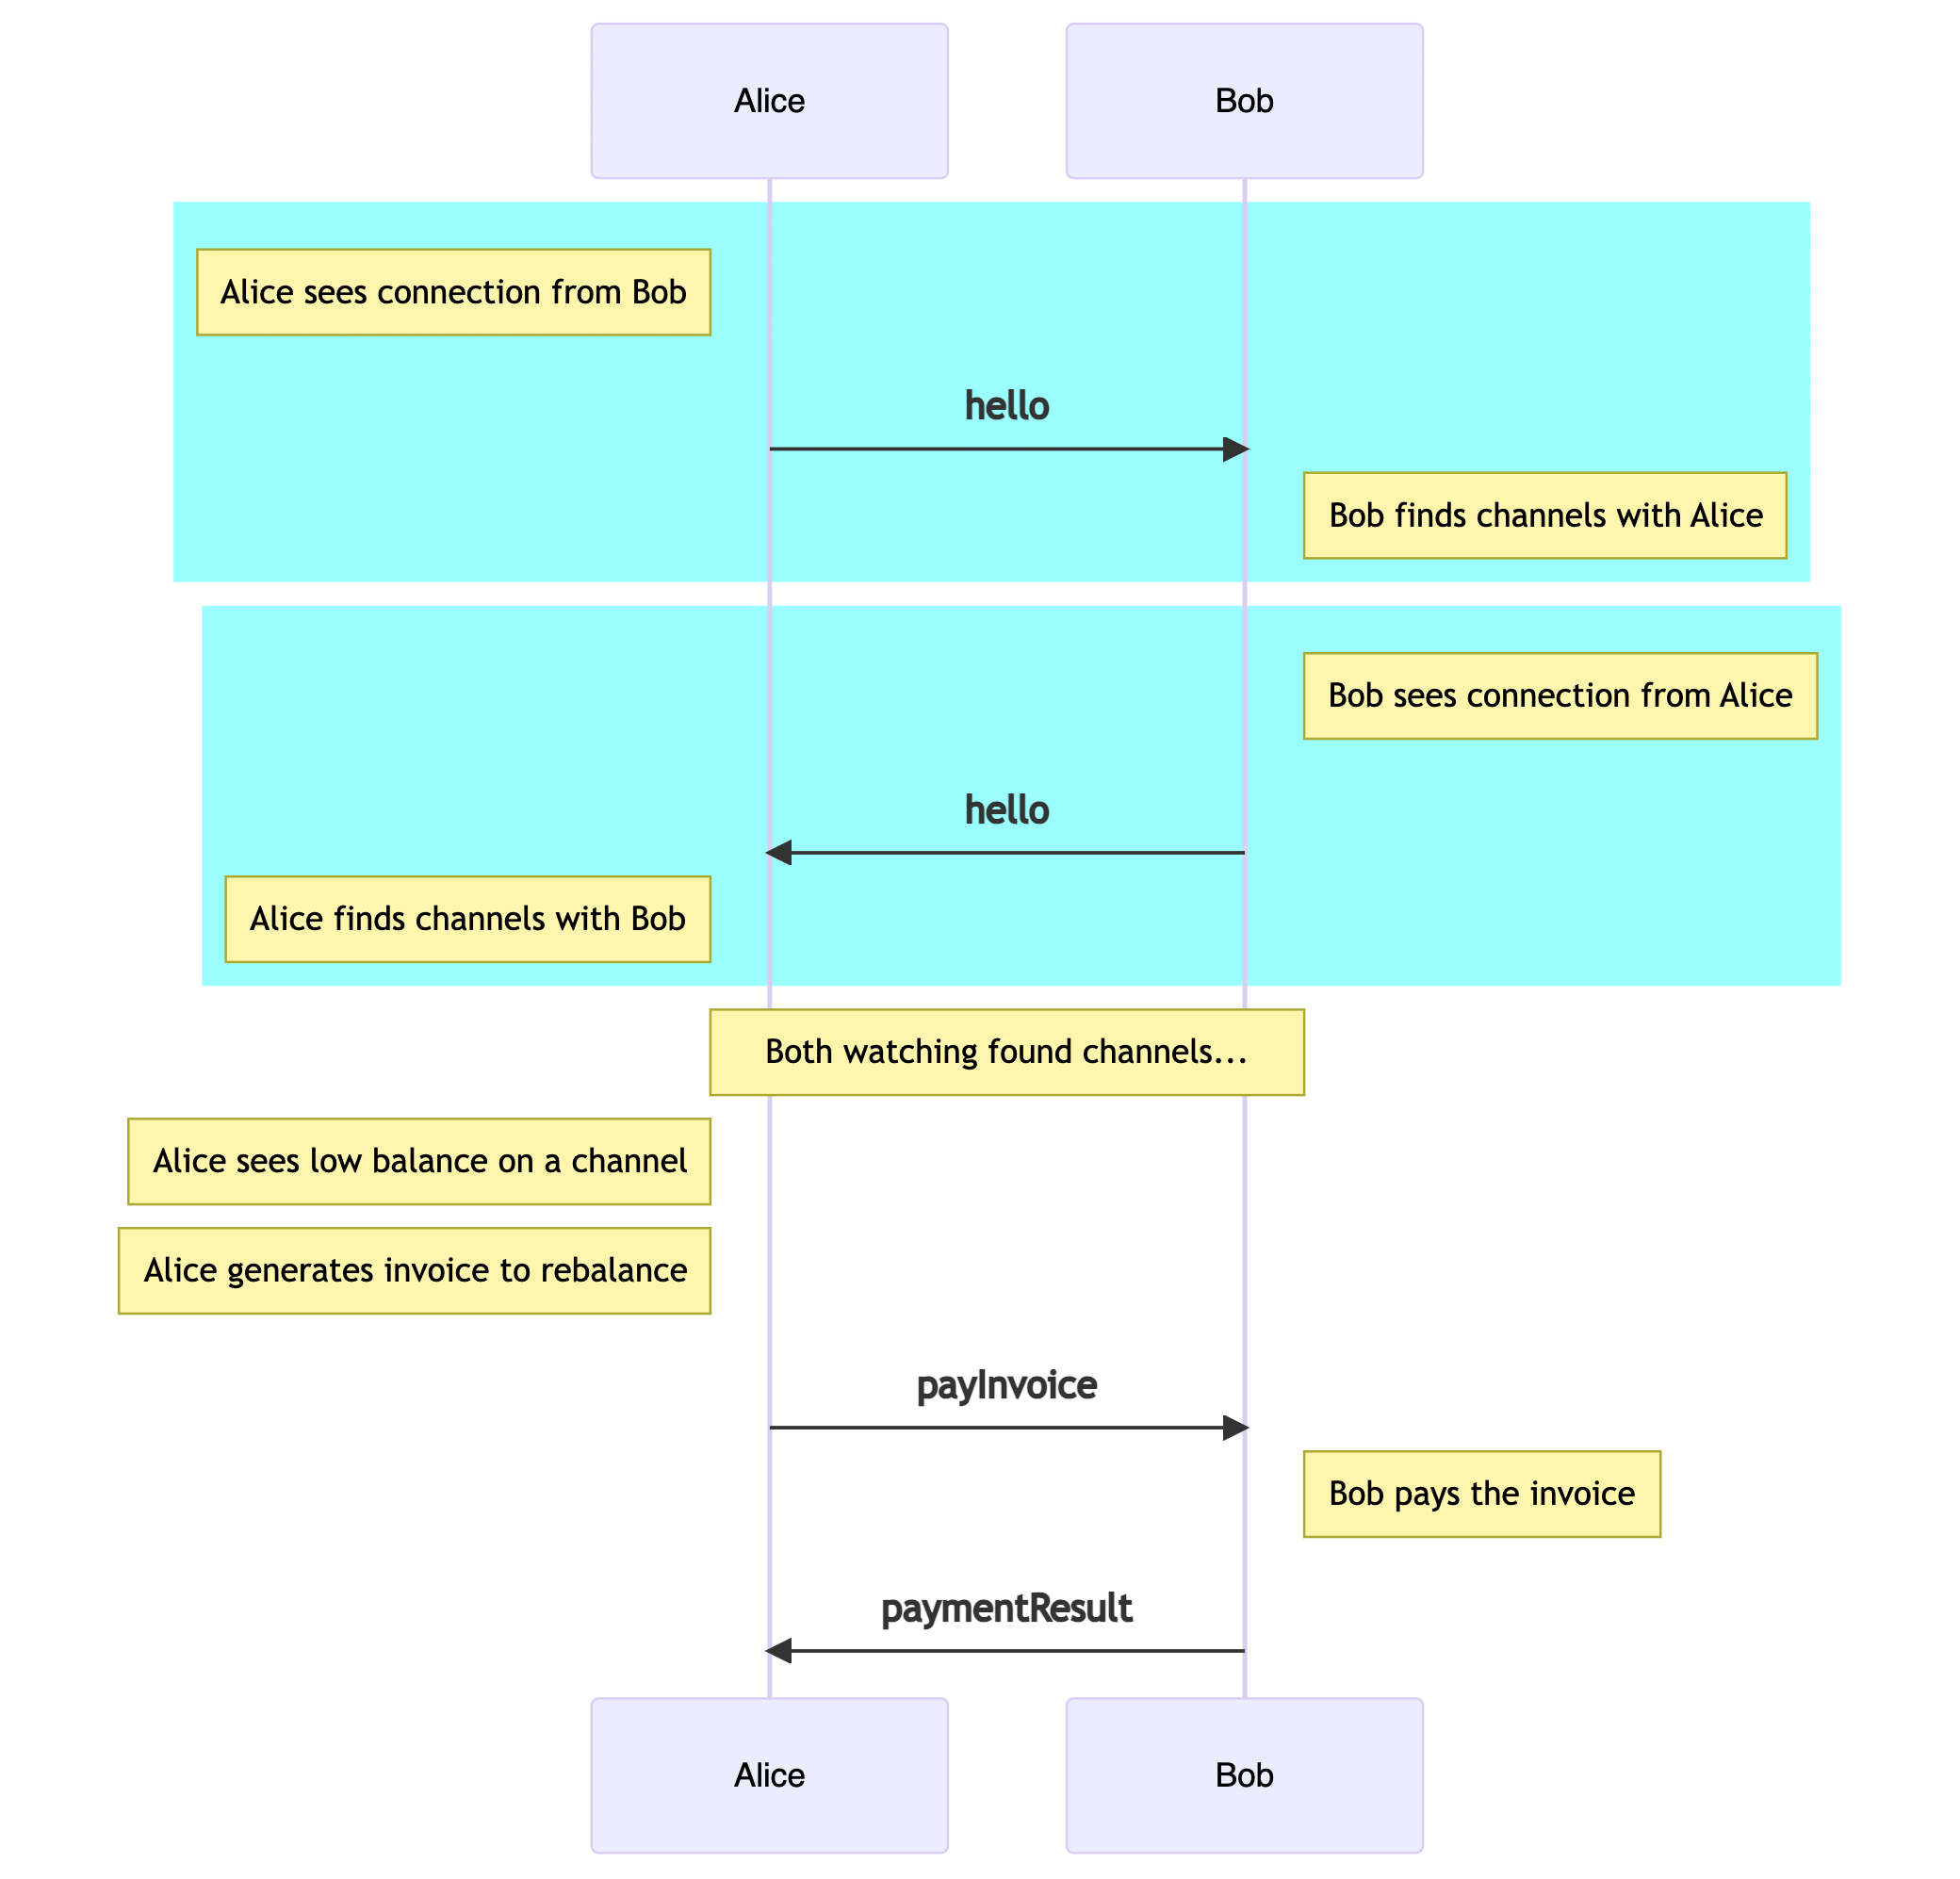 Alice
Bob
Alice sees connection from Bob
hello
Bob finds channels with Alice
Bob sees connection from Alice
hello
Alice finds channels with Bob
Both watching found channels...
Alice sees low balance on a channel
Alice generates invoice to rebalance
payInvoice
Bob pays the invoice
paymentResult
Alice
Bob